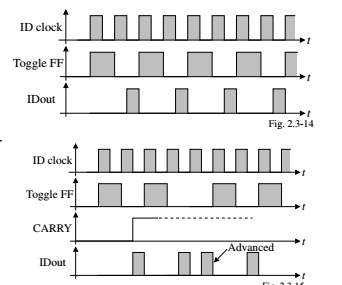 ID clock
t
Toggle FF
t
IDout
t
Fig. 2.3-14
ID clock
t
Toggle FF
t
CARRY
t
Advanced
IDout
t